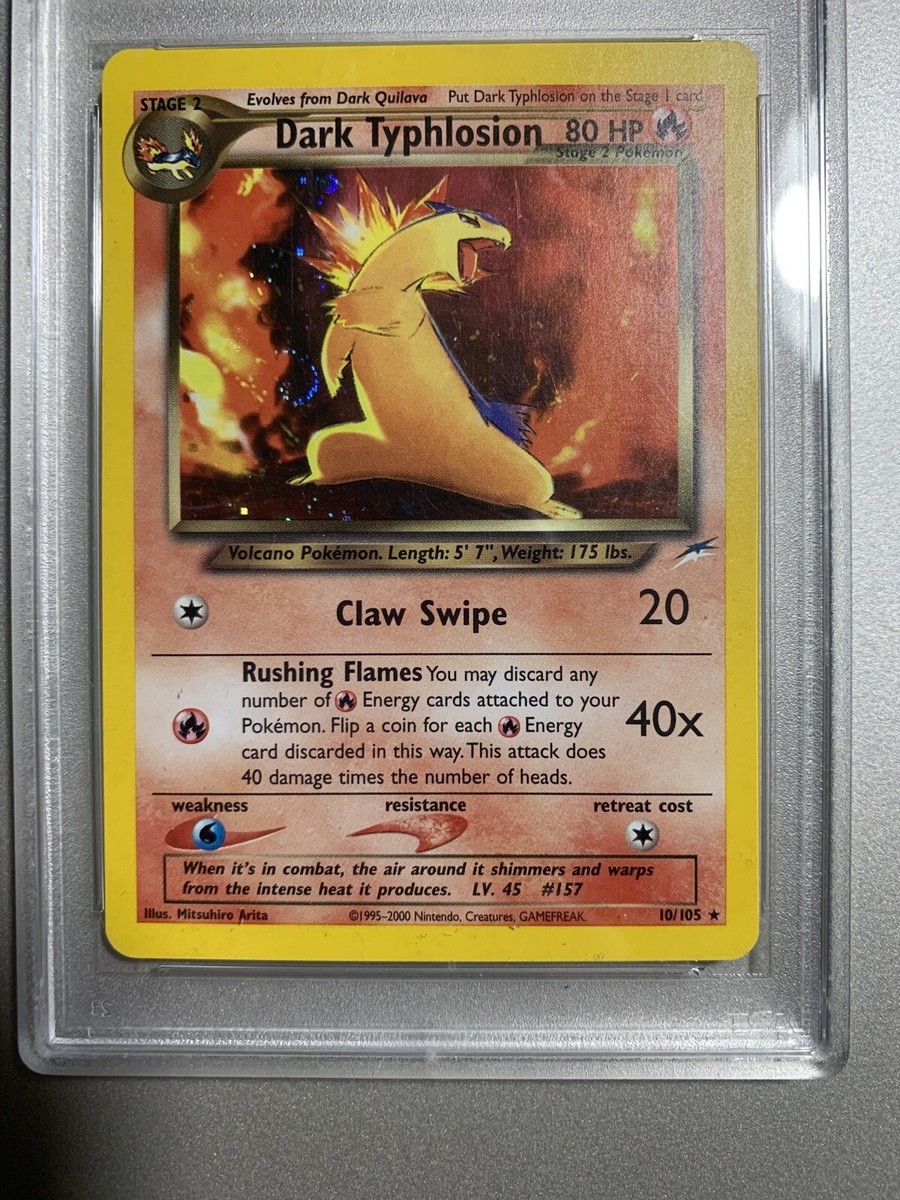 STAGE 2
Evolves from Dark Quilava Put Dark Typhlosion on the Stage 1 card
Dark Typhlosion 80 HP
Stage 2 Pokémon
Volcano Pokémon. Length: 5' 7", Weight: 175 lbs.
Claw Swipe 20
Rushing Flames You may discard any
number of Energy cards attached to your
Pokémon. Flip a coin for each Energy
card discarded in this way. This attack does
40 damage times the number of heads.
40x
weakness resistance retreat cost
When it's in combat, the air around it shimmers and warps
from the intense heat it produces. LV. 45 #157
Illus. Mitsuhiro Arita ©1995-2000 Nintendo, Creatures, GAMEFREAK. 10/105 ★